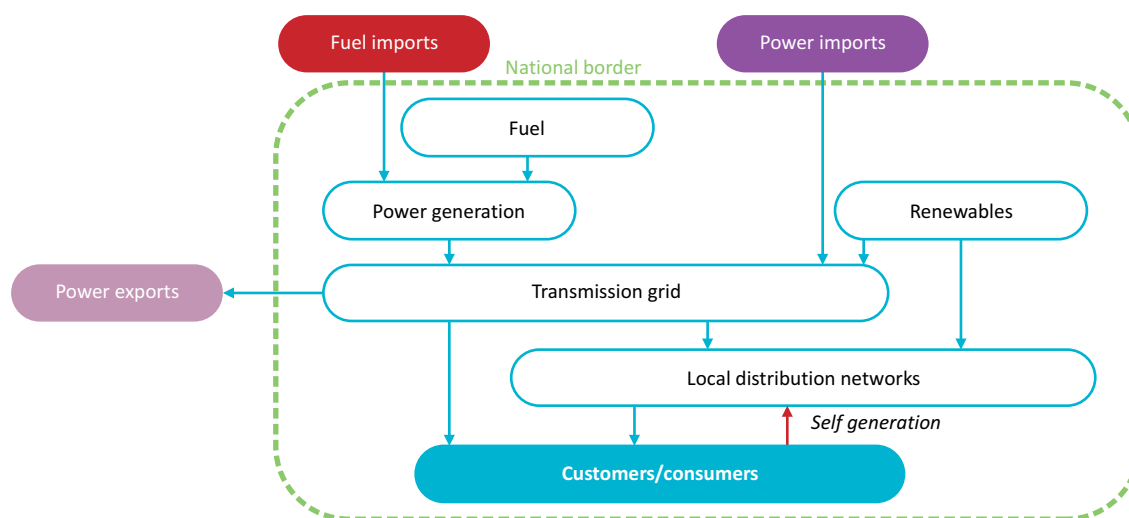 Fuel imports
Power imports
National border
Fuel
Power generation
Renewables
Power exports
Transmission grid
Local distribution networks
Self generation
Customers/consumers